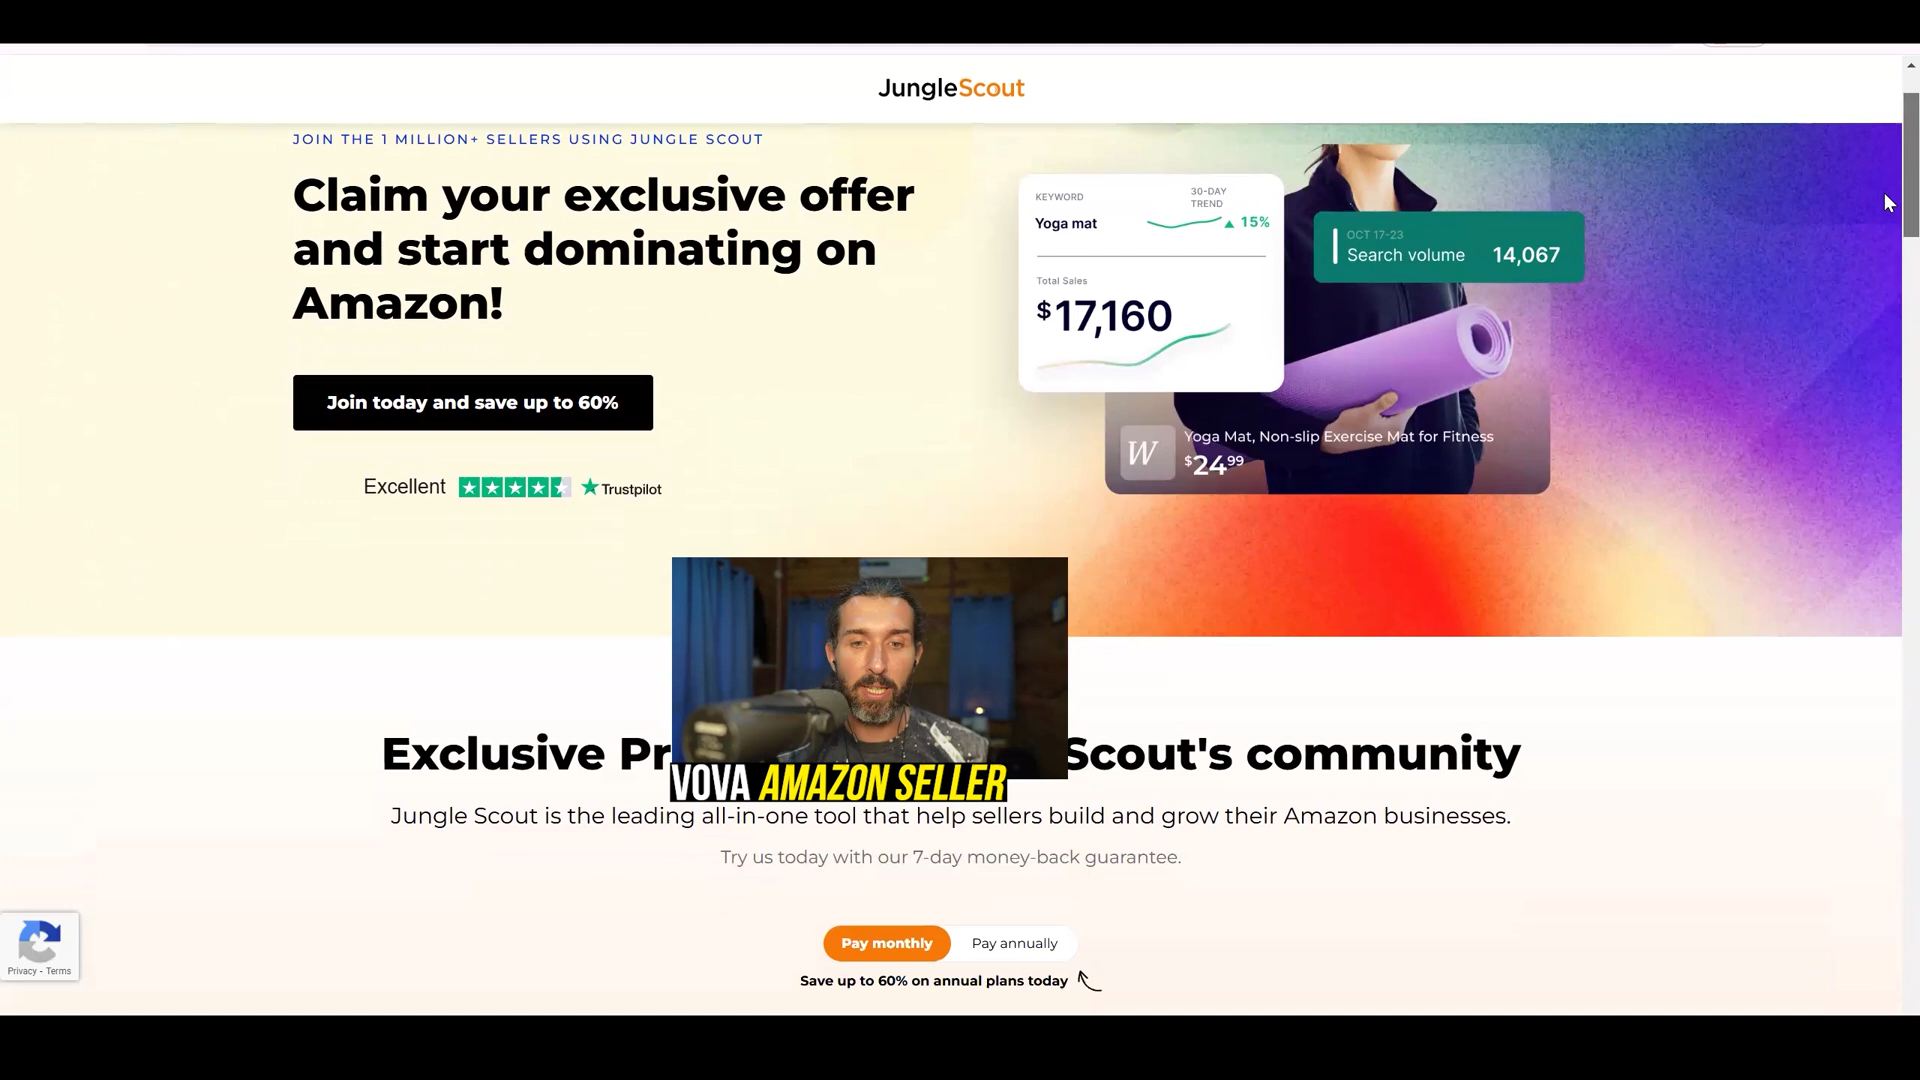 JungleScout
JOIN THE 1 MILLION+ SELLERS USING JUNGLE SCOUT
Claim your exclusive offer
and start dominating on
Amazon!
Join today and save up to 60%
Excellent
Trustpilot
KEYWORD
30-DAY
TREND
Yoga mat
15%
Total Sales
$17,160
OCT 17-23
Search volume 14,067
W
Yoga Mat, Non-slip Exercise Mat for Fitness
$24.99
Exclusive Pr
Scout's community
VOVA AMAZON SELLER
Jungle Scout is the leading all-in-one tool that help sellers build and grow their Amazon businesses.
Try us today with our 7-day money-back guarantee.
Pay monthly
Pay annually
Save up to 60% on annual plans today
Privacy - Terms